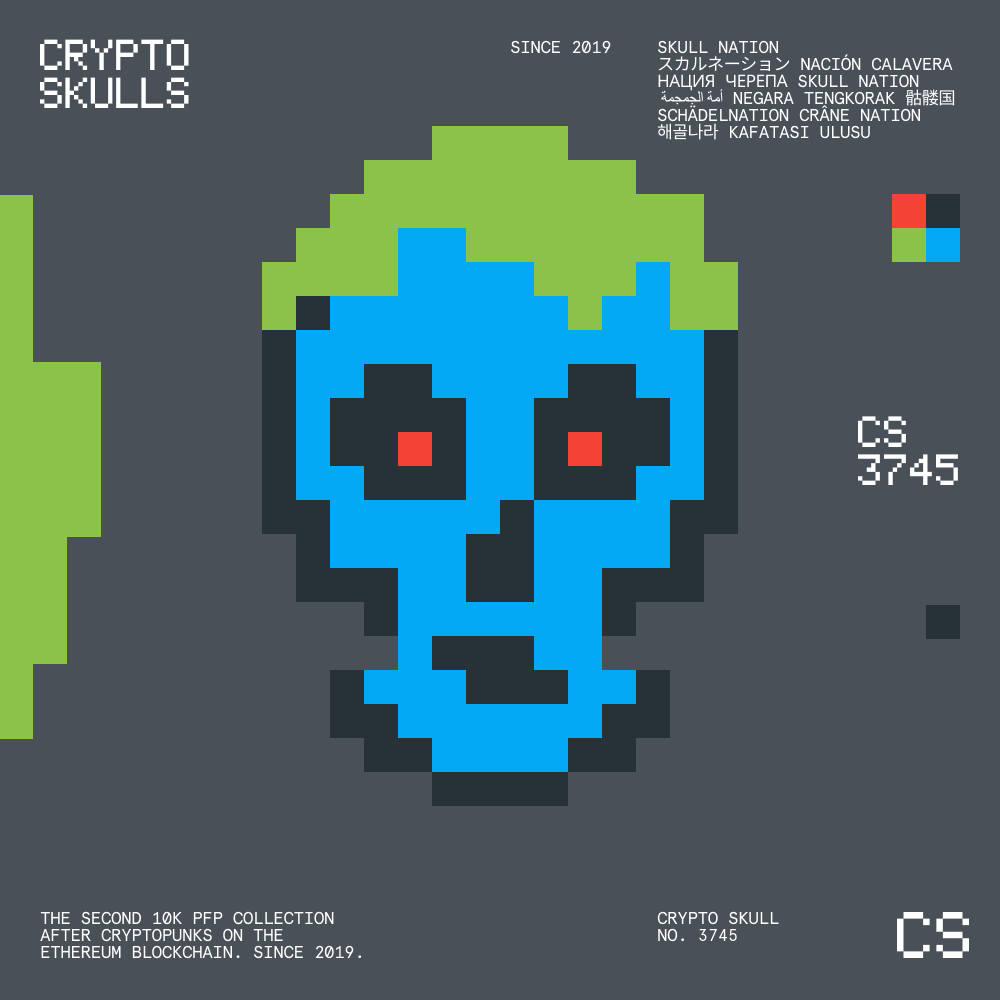 CRYPTO
SKULLS
SINCE 2019
SKULL NATION
スカルネーション NACIÓN CALAVERA
НАЦИЯ ЧЕРЕПА SKULL NATION
أمة الجمجمة NEGARA TENGKORAK 骷髅国
SCHÄDELNATION CRÂNE NATION
해골나라 KAFATASI ULUSU
CS
3745
THE SECOND 10K PFP COLLECTION
AFTER CRYPTOPUNKS ON THE
ETHEREUM BLOCKCHAIN. SINCE 2019.
CRYPTO SKULL
NO. 3745
CS